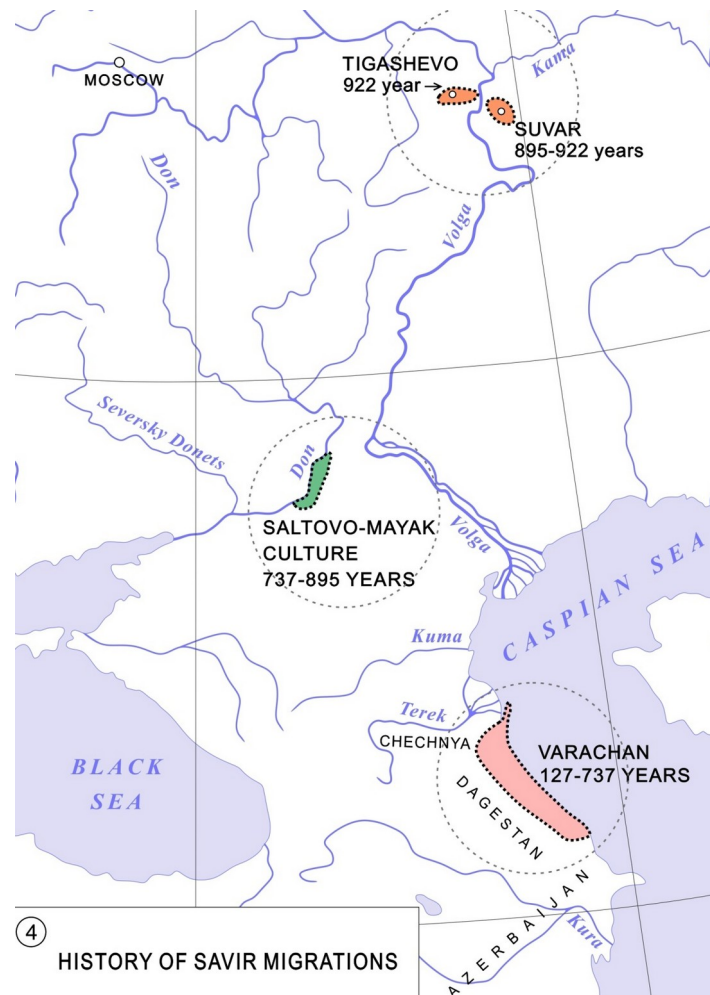 MOSCOW
TIGASHEVO
922 year
Kama
SUVAR
895-922 years
Don
Volga
Seversky Donets
Don
SALTOVO-MAYAK
CULTURE
737-895 YEARS
Volga
CASPIAN SEA
Kuma
Terek
CHECHNYA
VARACHAN
127-737 YEARS
BLACK
SEA
DAGESTAN
AZERBAIJAN
Kura
4
HISTORY OF SAVIR MIGRATIONS